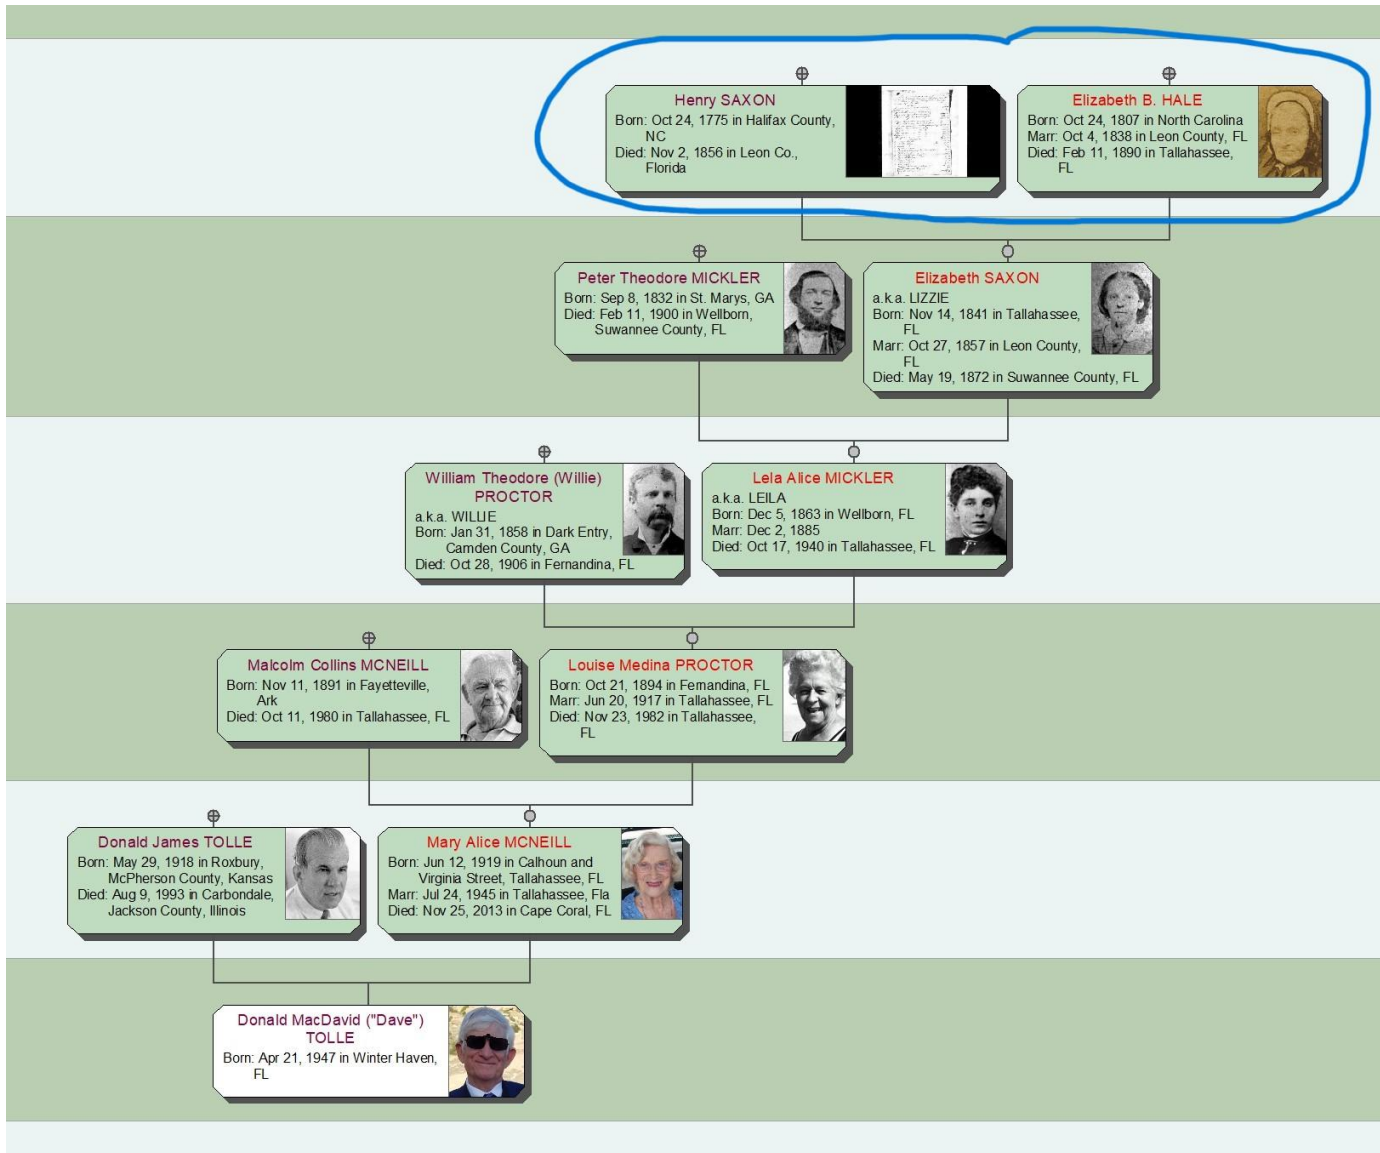 Henry SAXON
Born: Oct 24, 1775 in Halifax County,
NC
Died: Nov 2, 1856 in Leon Co.,
Florida
Elizabeth B. HALE
Born: Oct 24, 1807 in North Carolina
Marr: Oct 4, 1838 in Leon County, FL
Died: Feb 11, 1890 in Tallahassee,
FL
Peter Theodore MICKLER
Born: Sep 8, 1832 in St. Marys, GA
Died: Feb 11, 1900 in Wellborn,
Suwannee County, FL
Elizabeth SAXON
a.k.a. LIZZIE
Born: Nov 14, 1841 in Tallahassee,
FL
Marr: Oct 27, 1857 in Leon County,
FL
Died: May 19, 1872 in Suwannee County, FL
William Theodore (Willie)
PROCTOR
a.k.a. WILLIE
Born: Jan 31, 1858 in Dark Entry,
Camden County, GA
Died: Oct 28, 1906 in Fernandina, FL
Lela Alice MICKLER
a.k.a. LEILA
Born: Dec 5, 1863 in Wellborn, FL
Marr: Dec 2, 1885
Died: Oct 17, 1940 in Tallahassee, FL
Malcolm Collins MCNEILL
Born: Nov 11, 1891 in Fayetteville,
Ark
Died: Oct 11, 1980 in Tallahassee, FL
Louise Medina PROCTOR
Born: Oct 21, 1894 in Fernandina, FL
Marr: Jun 20, 1917 in Tallahassee, FL
Died: Nov 23, 1982 in Tallahassee,
FL
Donald James TOLLE
Born: May 29, 1918 in Roxbury,
McPherson County, Kansas
Died: Aug 9, 1993 in Carbondale,
Jackson County, Illinois
Mary Alice MCNEILL
Born: Jun 12, 1919 in Calhoun and
Virginia Street, Tallahassee, FL
Marr: Jul 24, 1945 in Tallahassee, Fla
Died: Nov 25, 2013 in Cape Coral, FL
Donald MacDavid ("Dave")
TOLLE
Born: Apr 21, 1947 in Winter Haven,
FL